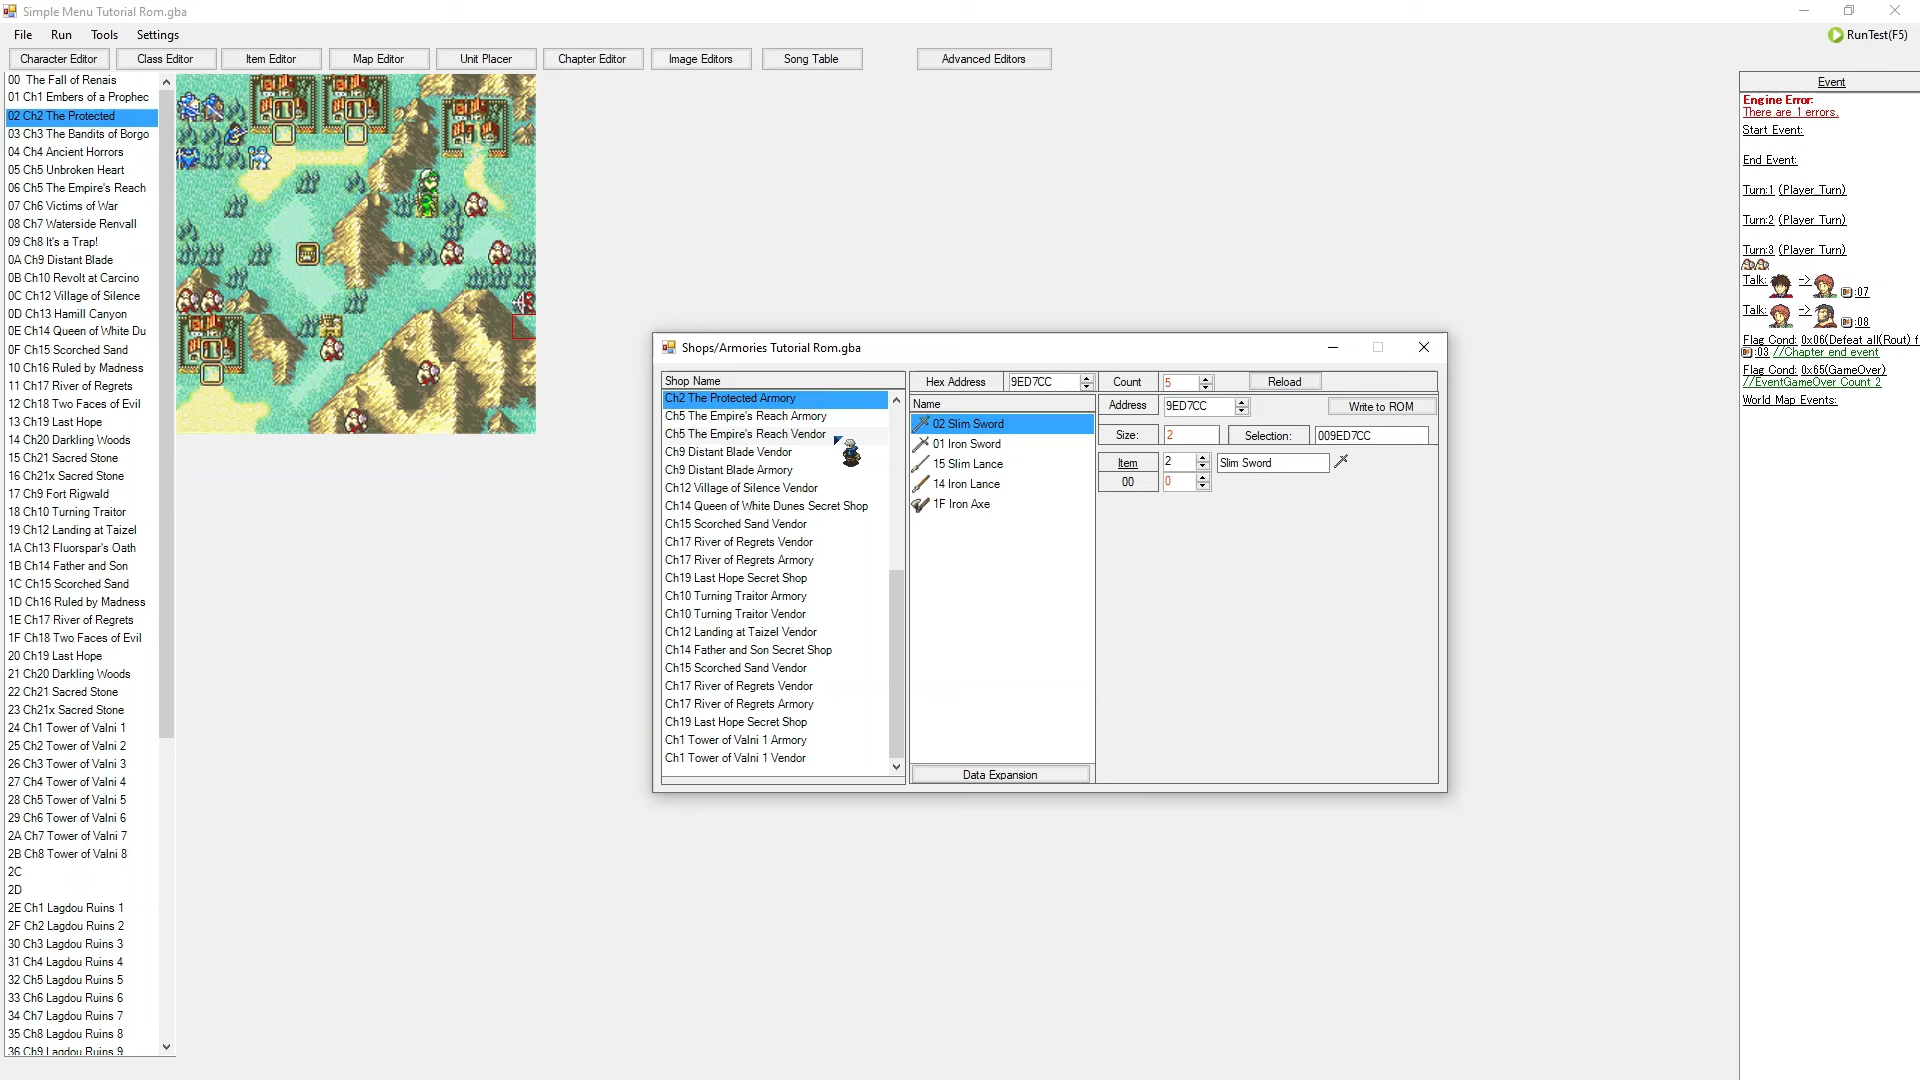 Simple Menu Tutorial Rom.gba
File Run Tools Settings
RunTest(F5)
Character Editor Class Editor Item Editor Map Editor Unit Placer Chapter Editor Image Editors Song Table Advanced Editors
00 The Fall of Renais
01 Ch1 Embers of a Prophec
02 Ch2 The Protected
03 Ch3 The Bandits of Borgo
04 Ch4 Ancient Horrors
05 Ch5 Unbroken Heart
06 Ch5 The Empire's Reach
07 Ch6 Victims of War
08 Ch7 Waterside Renvall
09 Ch8 It's a Trap!
0A Ch9 Distant Blade
0B Ch10 Revolt at Carcino
0C Ch12 Village of Silence
0D Ch13 Hamill Canyon
0E Ch14 Queen of White Du
0F Ch15 Scorched Sand
10 Ch16 Ruled by Madness
11 Ch17 River of Regrets
12 Ch18 Two Faces of Evil
13 Ch19 Last Hope
14 Ch20 Darkling Woods
15 Ch21 Sacred Stone
16 Ch21x Sacred Stone
17 Ch9 Fort Rigwald
18 Ch10 Turning Traitor
19 Ch12 Landing at Taizel
1A Ch13 Fluorspar's Oath
1B Ch14 Father and Son
1C Ch15 Scorched Sand
1D Ch16 Ruled by Madness
1E Ch17 River of Regrets
1F Ch18 Two Faces of Evil
20 Ch19 Last Hope
21 Ch20 Darkling Woods
22 Ch21 Sacred Stone
23 Ch21x Sacred Stone
24 Ch1 Tower of Valni 1
25 Ch2 Tower of Valni 2
26 Ch3 Tower of Valni 3
27 Ch4 Tower of Valni 4
28 Ch5 Tower of Valni 5
29 Ch6 Tower of Valni 6
2A Ch7 Tower of Valni 7
2B Ch8 Tower of Valni 8
2C
2D
2E Ch1 Lagdou Ruins 1
2F Ch2 Lagdou Ruins 2
30 Ch3 Lagdou Ruins 3
31 Ch4 Lagdou Ruins 4
32 Ch5 Lagdou Ruins 5
33 Ch6 Lagdou Ruins 6
34 Ch7 Lagdou Ruins 7
35 Ch8 Lagdou Ruins 8
36 Ch9 Lagdou Ruins 9
Shops/Armories Tutorial Rom.gba
Shop Name
Ch2 The Protected Armory
Ch5 The Empire's Reach Armory
Ch5 The Empire's Reach Vendor
Ch9 Distant Blade Vendor
Ch9 Distant Blade Armory
Ch12 Village of Silence Vendor
Ch14 Queen of White Dunes Secret Shop
Ch15 Scorched Sand Vendor
Ch17 River of Regrets Vendor
Ch17 River of Regrets Armory
Ch19 Last Hope Secret Shop
Ch10 Turning Traitor Armory
Ch10 Turning Traitor Vendor
Ch12 Landing at Taizel Vendor
Ch14 Father and Son Secret Shop
Ch15 Scorched Sand Vendor
Ch17 River of Regrets Vendor
Ch17 River of Regrets Armory
Ch19 Last Hope Secret Shop
Ch1 Tower of Valni 1 Armory
Ch1 Tower of Valni 1 Vendor
Hex Address 9ED7CC Count 5 Reload
Name
02 Slim Sword
01 Iron Sword
15 Slim Lance
14 Iron Lance
1F Iron Axe
Data Expansion
Address 9ED7CC Write to ROM
Size: 2 Selection: 009ED7CC
Item 2 Slim Sword
00 0
Event
Engine Error:
There are 1 errors.
Start Event:
End Event:
Turn:1 (Player Turn)
Turn:2 (Player Turn)
Turn:3 (Player Turn)
Talk: -> :07
Talk: -> :08
Flag Cond: 0x06(Defeat all(Rout) f
:03 //Chapter end event
Flag Cond: 0x65(GameOver)
//EventGameOver Count 2
World Map Events: